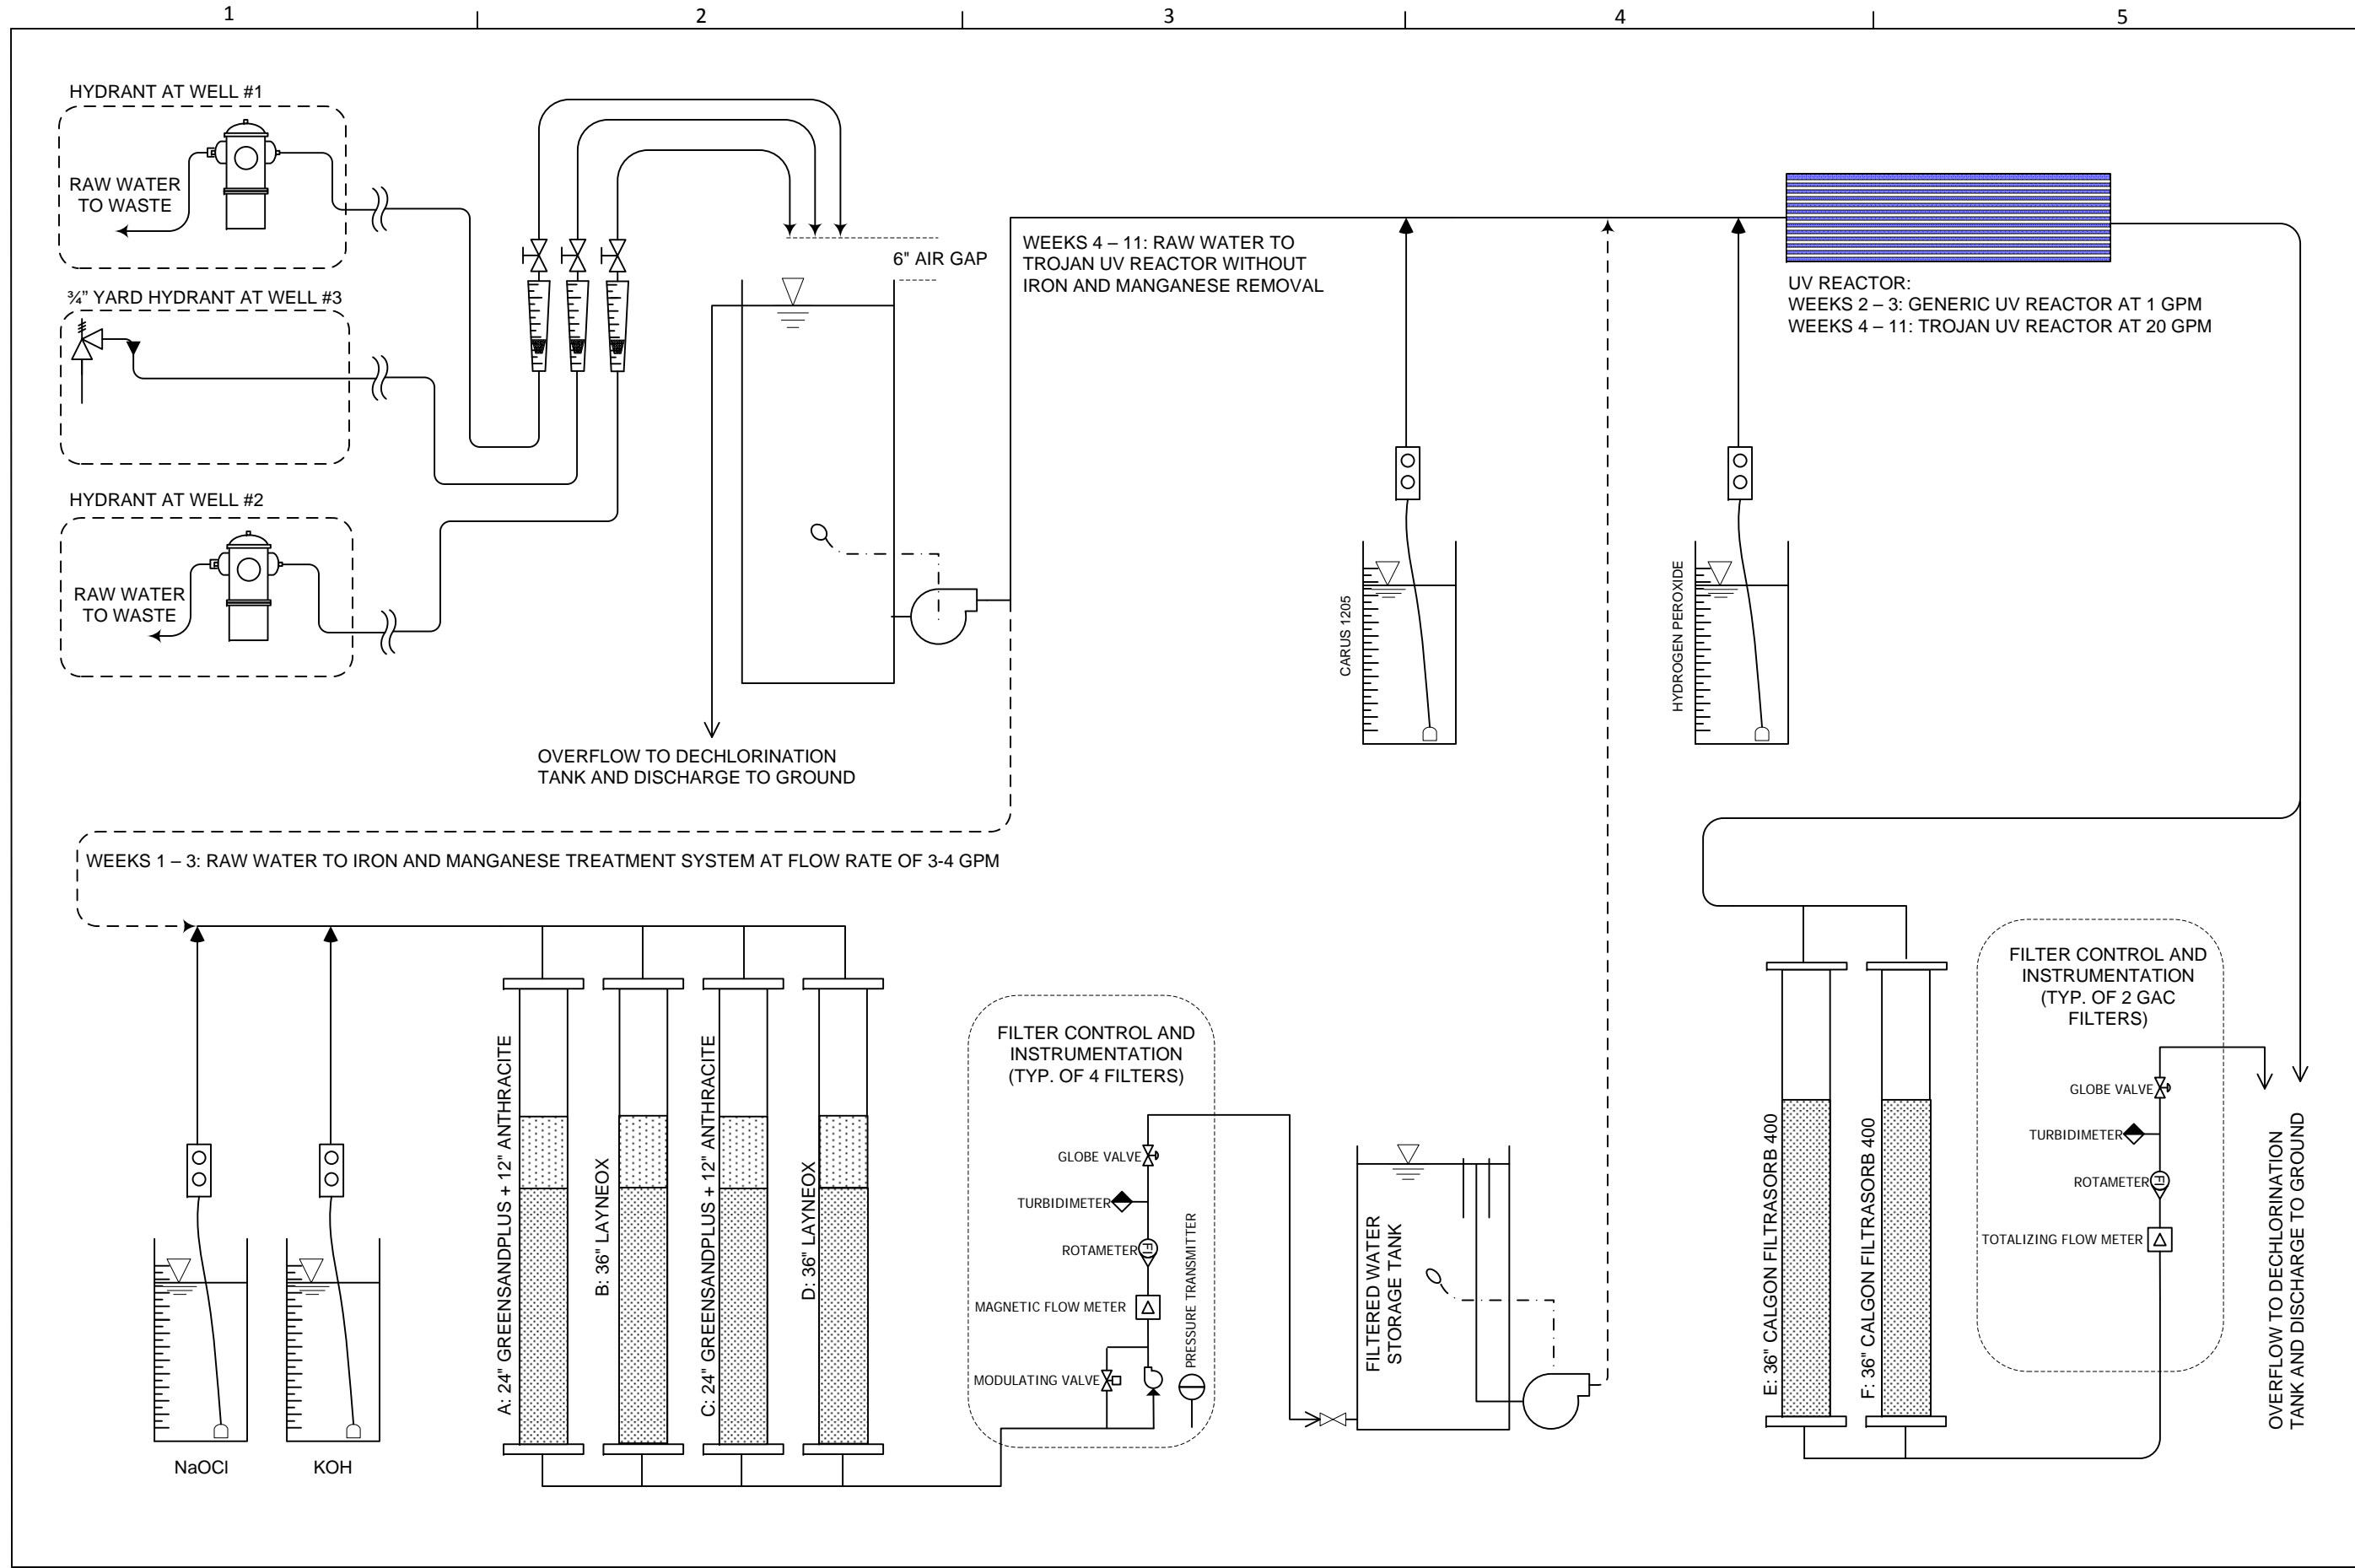 1
2
3
4
5
HYDRANT AT WELL #1
RAW WATER
TO WASTE
¾” YARD HYDRANT AT WELL #3
HYDRANT AT WELL #2
RAW WATER
TO WASTE
6" AIR GAP
OVERFLOW TO DECHLORINATION
TANK AND DISCHARGE TO GROUND
WEEKS 4 – 11: RAW WATER TO
TROJAN UV REACTOR WITHOUT
IRON AND MANGANESE REMOVAL
CARUS 1205
HYDROGEN PEROXIDE
UV REACTOR:
WEEKS 2 – 3: GENERIC UV REACTOR AT 1 GPM
WEEKS 4 – 11: TROJAN UV REACTOR AT 20 GPM
WEEKS 1 – 3: RAW WATER TO IRON AND MANGANESE TREATMENT SYSTEM AT FLOW RATE OF 3-4 GPM
NaOCl
KOH
A: 24" GREENSANDPLUS + 12" ANTHRACITE
B: 36" LAYNEOX
C: 24" GREENSANDPLUS + 12" ANTHRACITE
D: 36" LAYNEOX
FILTER CONTROL AND
INSTRUMENTATION
(TYP. OF 4 FILTERS)
GLOBE VALVE
TURBIDIMETER
ROTAMETER
FI
MAGNETIC FLOW METER
MODULATING VALVE
PRESSURE TRANSMITTER
FILTERED WATER
STORAGE TANK
E: 36" CALGON FILTRASORB 400
F: 36" CALGON FILTRASORB 400
FILTER CONTROL AND
INSTRUMENTATION
(TYP. OF 2 GAC
FILTERS)
GLOBE VALVE
TURBIDIMETER
ROTAMETER
FI
TOTALIZING FLOW METER
OVERFLOW TO DECHLORINATION
TANK AND DISCHARGE TO GROUND